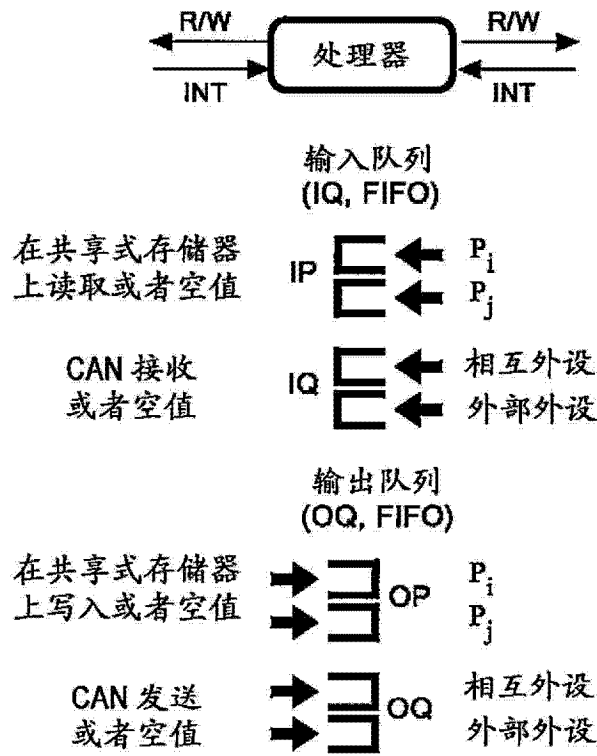 R/W
R/W
处理器
INT
INT
输入队列
(IQ, FIFO)
在共享式存储器
上读取或者空值
IP
Pi
Pj
CAN 接收
或者空值
IQ
相互外设
外部外设
输出队列
(OQ, FIFO)
在共享式存储器
上写入或者空值
OP
Pi
Pj
CAN 发送
或者空值
OQ
相互外设
外部外设